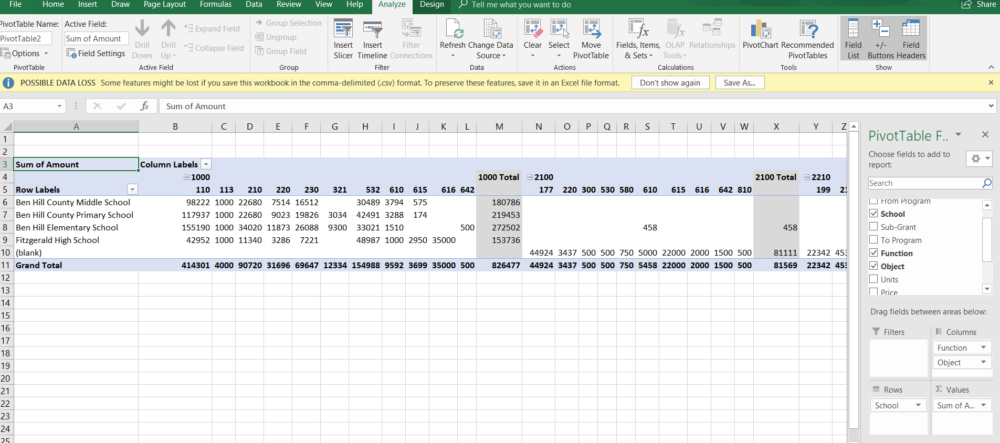 File Home Insert Draw Page Layout Formulas Data Review View Help Analyze Design Tell me what you want to do Share
PivotTable Name: Active Field:
PivotTable2 Sum of Amount
Options Field Settings
Drill Down Drill Up
Expand Field
Collapse Field
Group Selection
Ungroup
Group Field
Insert Slicer Insert Timeline Filter Connections
Refresh Change Data Source
Clear Select Move PivotTable
Fields, Items, & Sets OLAP Tools Relationships
PivotChart Recommended PivotTables
Field List +/- Buttons Field Headers
PivotTable Active Field Group Filter Data Actions Calculations Tools Show
POSSIBLE DATA LOSS Some features might be lost if you save this workbook in the comma-delimited (.csv) format. To preserve these features, save it in an Excel file format. Don't show again Save As...
A3 fx Sum of Amount
A B C D E F G H I J K L M N O P Q R S T U V W X Y Z
1
2
3 Sum of Amount Column Labels
4 1000 1000 Total 2100 2100 Total 2210
5 Row Labels 110 113 210 220 230 321 532 610 615 616 642 177 220 300 530 580 610 615 616 642 810 199
6 Ben Hill County Middle School 98222 1000 22680 7514 16512 30489 3794 575 180786
7 Ben Hill County Primary School 117937 1000 22680 9023 19826 3034 42491 3288 174 219453
8 Ben Hill Elementary School 155190 1000 34020 11873 26088 9300 33021 1510 500 272502 458 458
9 Fitzgerald High School 42952 1000 11340 3286 7221 48987 1000 2950 35000 153736
10 (blank) 44924 3437 500 500 750 5000 22000 2000 1500 500 81111 22342
11 Grand Total 414301 4000 90720 31696 69647 12334 154988 9592 3699 35000 500 826477 44924 3437 500 500 750 5458 22000 2000 1500 500 81569 22342
12
13
14
15
16
17
18
19
20
21
22
23
24
25
PivotTable F..
Choose fields to add to
report:
Search
From Program
School
Sub-Grant
To Program
Function
Object
Units
Price
Drag fields between areas below:
Filters Columns
Function
Object
Rows Σ Values
School Sum of A...